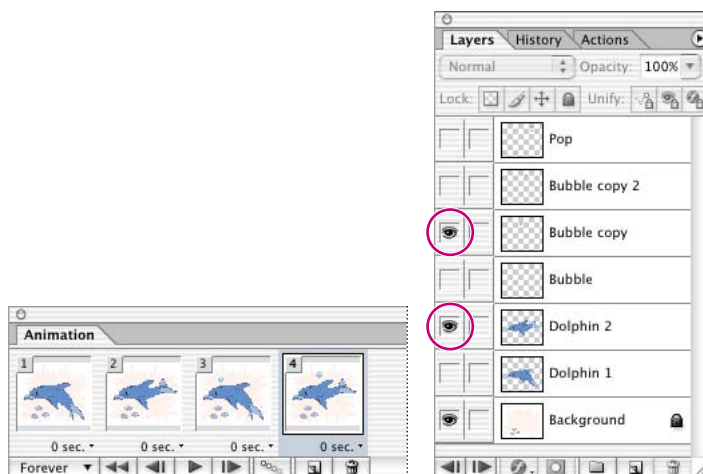 Layers History Actions
Normal Opacity: 100%
Lock: Unify:
Pop
Bubble copy 2
Bubble copy
Bubble
Dolphin 2
Dolphin 1
Background
Animation
1 2 3 4
0 sec. 0 sec. 0 sec. 0 sec.
Forever